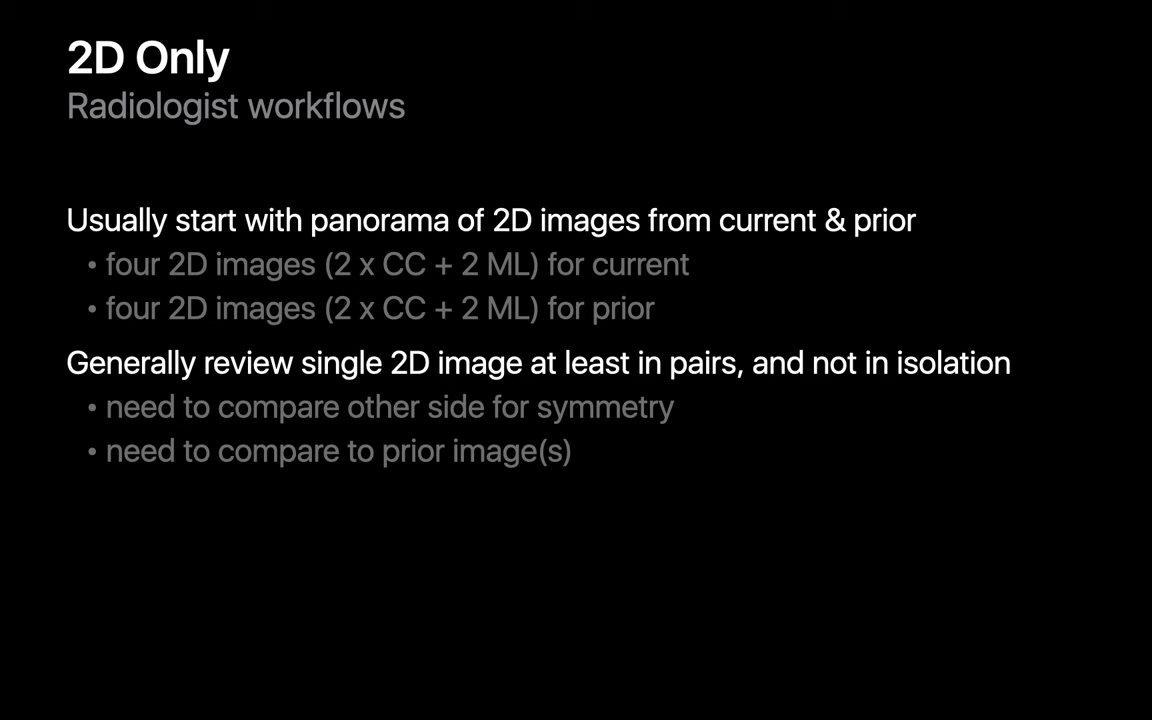 2D Only
Radiologist workflows
Usually start with panorama of 2D images from current & prior
• four 2D images (2 x CC + 2 ML) for current
• four 2D images (2 x CC + 2 ML) for prior
Generally review single 2D image at least in pairs, and not in isolation
• need to compare other side for symmetry
• need to compare to prior image(s)